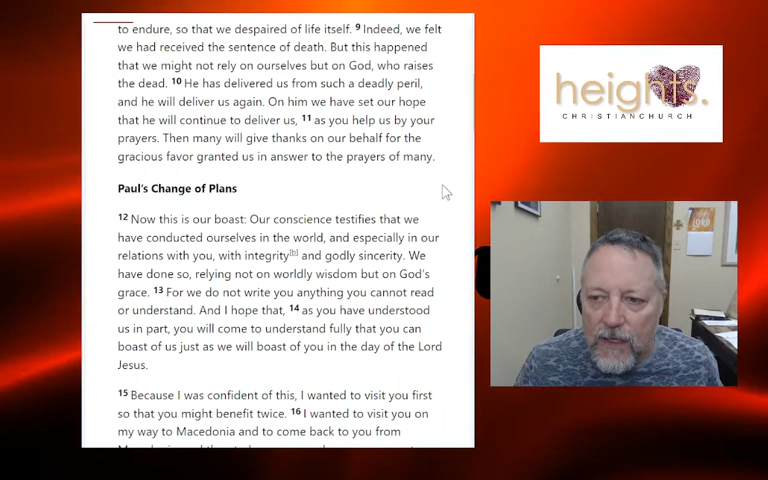 to endure, so that we despaired of life itself. 9 Indeed, we felt
we had received the sentence of death. But this happened
that we might not rely on ourselves but on God, who raises
the dead. 10 He has delivered us from such a deadly peril,
and he will deliver us again. On him we have set our hope
that he will continue to deliver us, 11 as you help us by your
prayers. Then many will give thanks on our behalf for the
gracious favor granted us in answer to the prayers of many.
Paul's Change of Plans
12 Now this is our boast: Our conscience testifies that we
have conducted ourselves in the world, and especially in our
relations with you, with integrity[b] and godly sincerity. We
have done so, relying not on worldly wisdom but on God's
grace. 13 For we do not write you anything you cannot read
or understand. And I hope that, 14 as you have understood
us in part, you will come to understand fully that you can
boast of us just as we will boast of you in the day of the Lord
Jesus.
15 Because I was confident of this, I wanted to visit you first
so that you might benefit twice. 16 I wanted to visit you on
my way to Macedonia and to come back to you from
heights.
CHRISTIANCHURCH
LORD